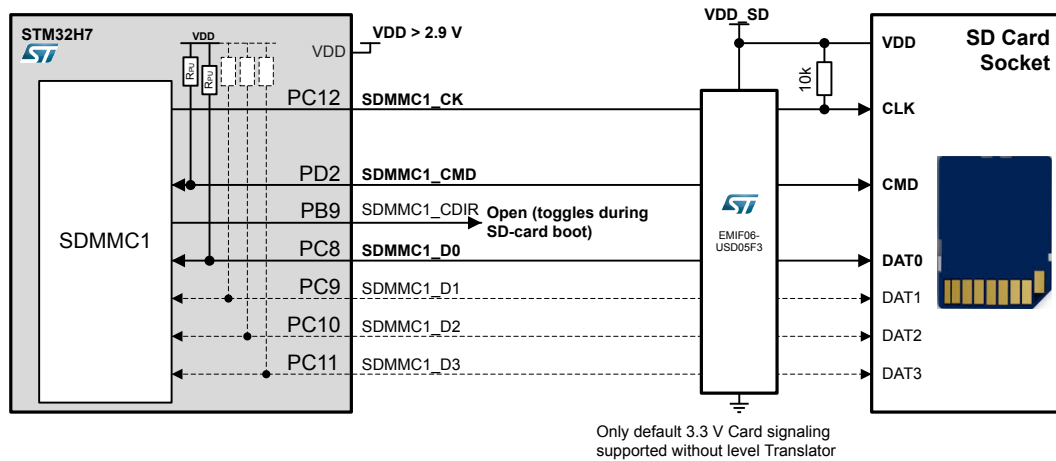 STM32H7
VDD
VDD
VDD > 2.9 V
RPU
RPU
SDMMC1
PC12
SDMMC1_CK
PD2
SDMMC1_CMD
PB9
SDMMC1_CDIR
Open (toggles during
SD-card boot)
PC8
SDMMC1_D0
PC9
SDMMC1_D1
PC10
SDMMC1_D2
PC11
SDMMC1_D3
VDD_SD
10k
EMIF06-
USD05F3
Only default 3.3 V Card signaling
supported without level Translator
SD Card
Socket
VDD
CLK
CMD
DAT0
DAT1
DAT2
DAT3